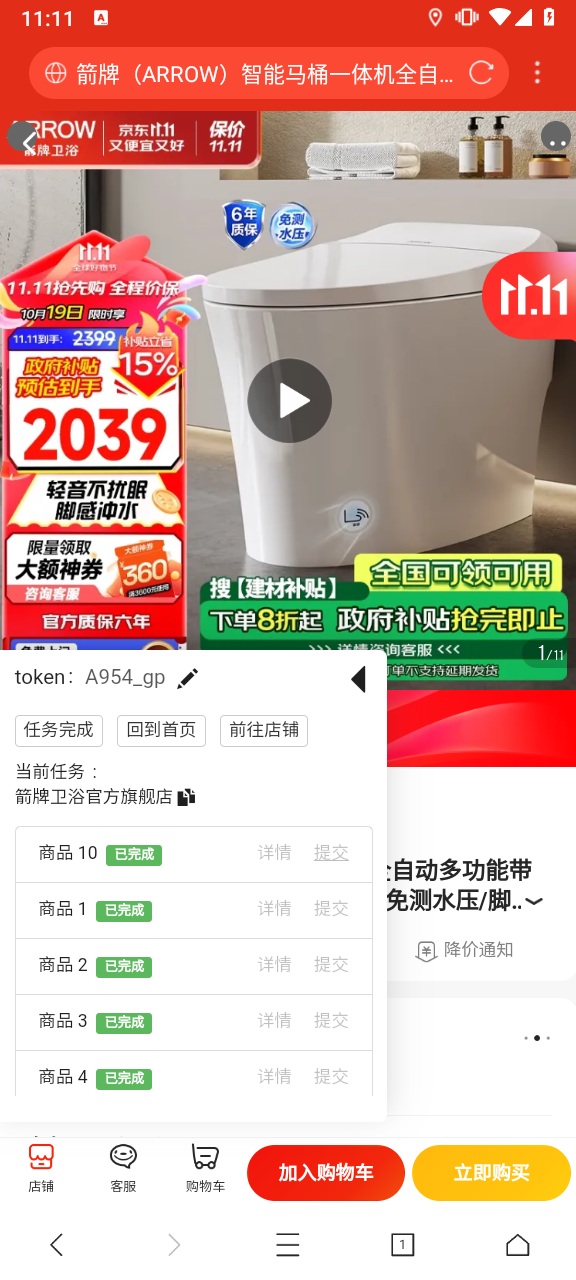 11:11
箭牌（ARROW）智能马桶一体机全自...
ARROW
箭牌卫浴
京东11.11
又便宜又好
保价
11.11
6年
质保
免测
水压
11.11
全球好物节
11.11抢先购 全程价保
10月19日 限时享
11.11到手: 2399
补贴立省
15%
政府补贴
预估到手
2039
11.11
轻音不扰眠
脚感冲水
限量领取
大额神券
咨询客服
大额神券
360
满3600元使用
官方质保六年
搜【建材补贴】
全国可领可用
下单8折起 政府补贴抢完即止
>>> 详情咨询客服 <<<
单不支持延期发货
1/11
token: A954_gp
任务完成
回到首页
前往店铺
当前任务 :
箭牌卫浴官方旗舰店
商品 10 已完成 详情 提交
商品 1 已完成 详情 提交
商品 2 已完成 详情 提交
商品 3 已完成 详情 提交
商品 4 已完成 详情 提交
全自动多功能带
免测水压/脚..
降价通知
店铺
客服
购物车
加入购物车
立即购买
1